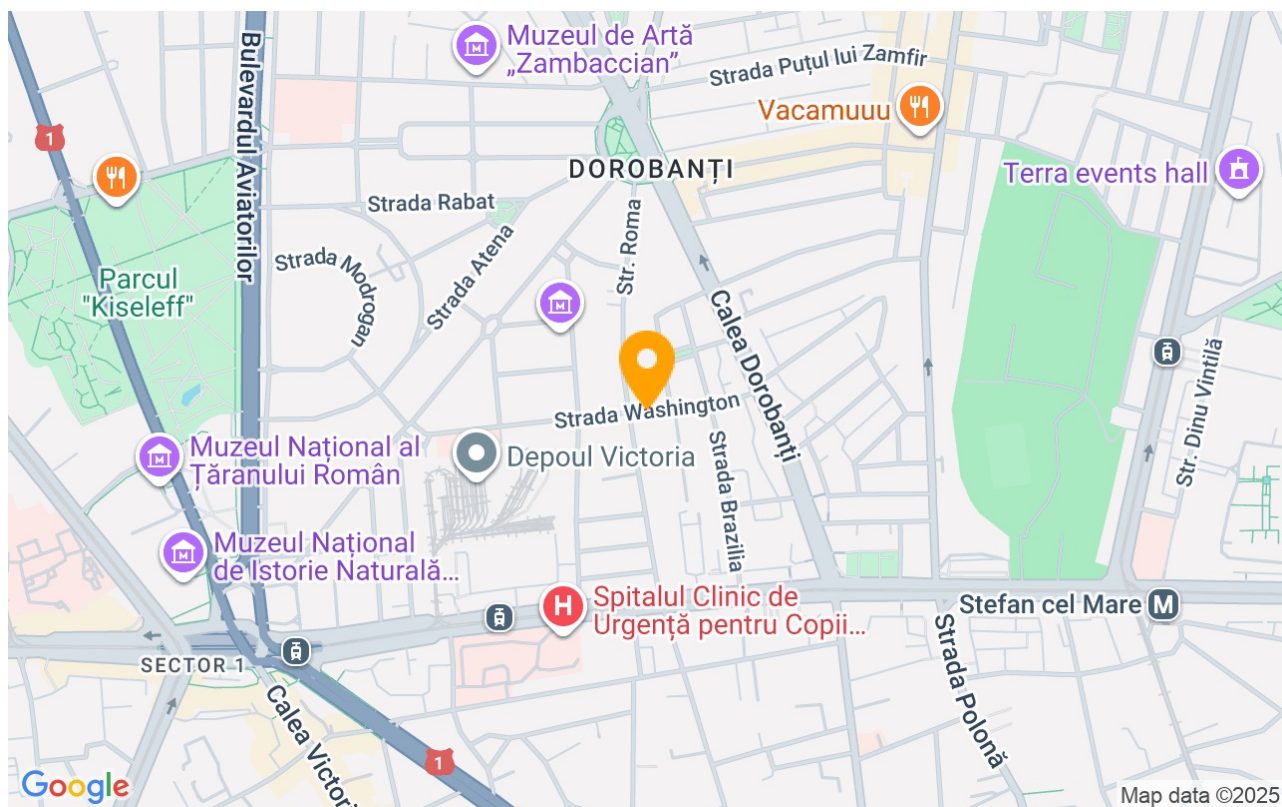 Muzeul de Artă
„Zambaccian”
Strada Puțul lui Zamfir
Vacamuuu
Bulevardul Aviatorilor
1
DOROBANȚI
Terra events hall
Strada Rabat
Str. Roma
Strada Atena
Strada Modrogan
Parcul
"Kiseleff"
Calea Dorobanți
Str. Dinu Vintilă
Strada Washington
Muzeul Național al
Țăranului Român
Depoul Victoria
Strada Brazilia
Muzeul Național
de Istorie Naturală...
H
Spitalul Clinic de
Urgență pentru Copii...
Stefan cel Mare
M
SECTOR 1
Strada Polonă
Calea Victori
1
Google
Map data ©2025